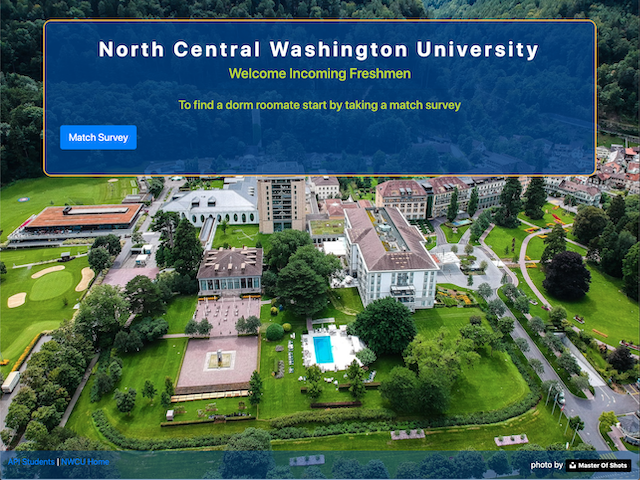 North Central Washington University
Welcome Incoming Freshmen
To find a dorm roomate start by taking a match survey
Match Survey
API Students | NWCU Home
photo by Master Of Shots